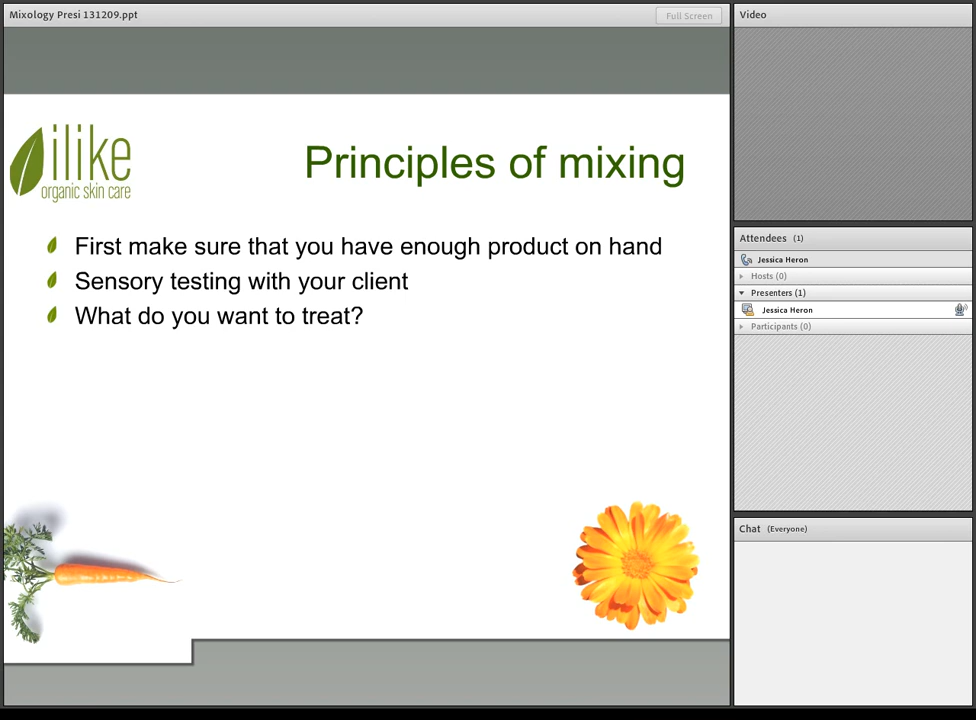 Mixology Presi 131209.ppt
Full Screen
ilike
organic skin care
Principles of mixing
First make sure that you have enough product on hand
Sensory testing with your client
What do you want to treat?
Video
Attendees (1)
Jessica Heron
Hosts (0)
Presenters (1)
Jessica Heron
Participants (0)
Chat (Everyone)